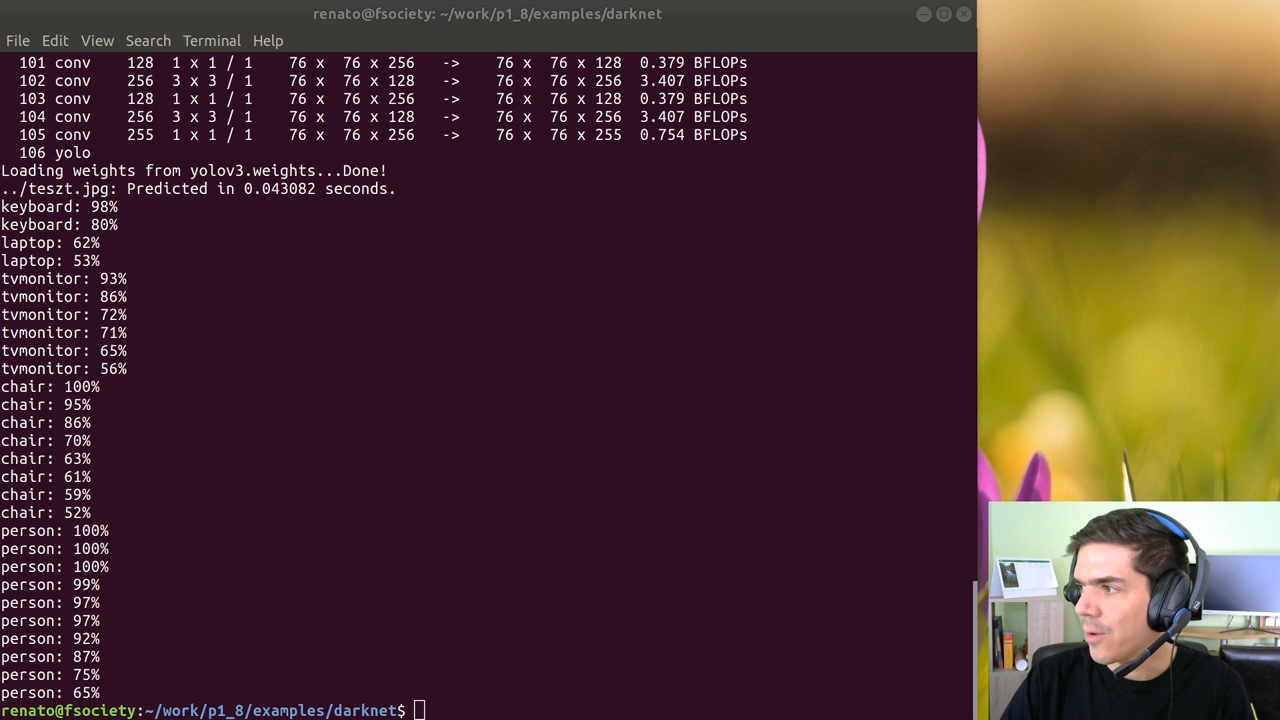 renato@fsociety: ~/work/p1_8/examples/darknet
File Edit View Search Terminal Help
101 conv 128 1 x 1 / 1 76 x 76 x 256 -> 76 x 76 x 128 0.379 BFLOPs
102 conv 256 3 x 3 / 1 76 x 76 x 128 -> 76 x 76 x 256 3.407 BFLOPs
103 conv 128 1 x 1 / 1 76 x 76 x 256 -> 76 x 76 x 128 0.379 BFLOPs
104 conv 256 3 x 3 / 1 76 x 76 x 128 -> 76 x 76 x 256 3.407 BFLOPs
105 conv 255 1 x 1 / 1 76 x 76 x 256 -> 76 x 76 x 255 0.754 BFLOPs
106 yolo
Loading weights from yolov3.weights...Done!
../teszt.jpg: Predicted in 0.043082 seconds.
keyboard: 98%
keyboard: 80%
laptop: 62%
laptop: 53%
tvmonitor: 93%
tvmonitor: 86%
tvmonitor: 72%
tvmonitor: 71%
tvmonitor: 65%
tvmonitor: 56%
chair: 100%
chair: 95%
chair: 86%
chair: 70%
chair: 63%
chair: 61%
chair: 59%
chair: 52%
person: 100%
person: 100%
person: 100%
person: 99%
person: 97%
person: 97%
person: 92%
person: 87%
person: 75%
person: 65%
renato@fsociety:~/work/p1_8/examples/darknet$